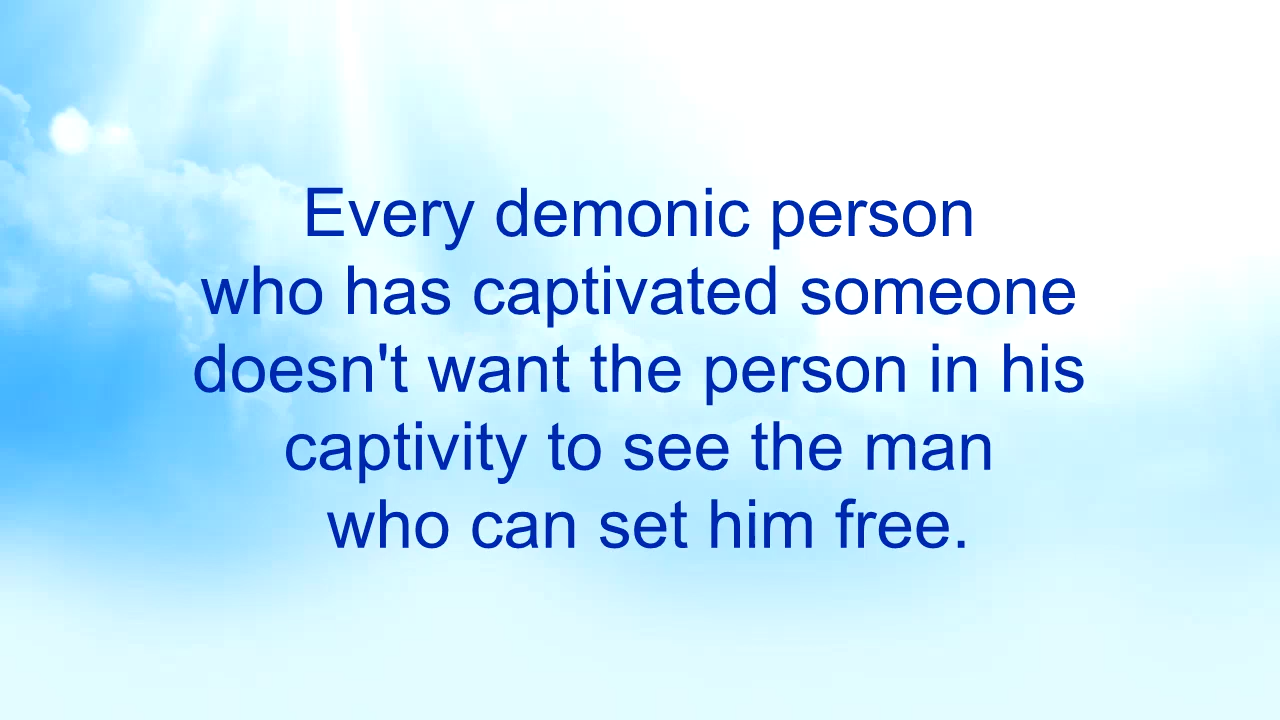 Every demonic person
who has captivated someone
doesn't want the person in his
captivity to see the man
who can set him free.